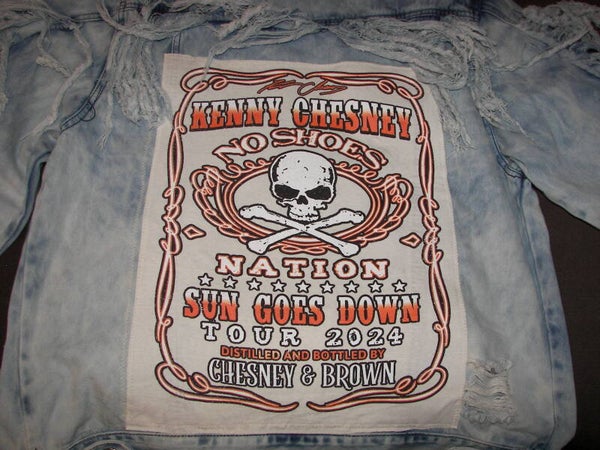 KENNY CHESNEY
NO SHOES
NATION
SUN GOES DOWN
TOUR 2024
DISTILLED AND BOTTLED BY
CHESNEY & BROWN